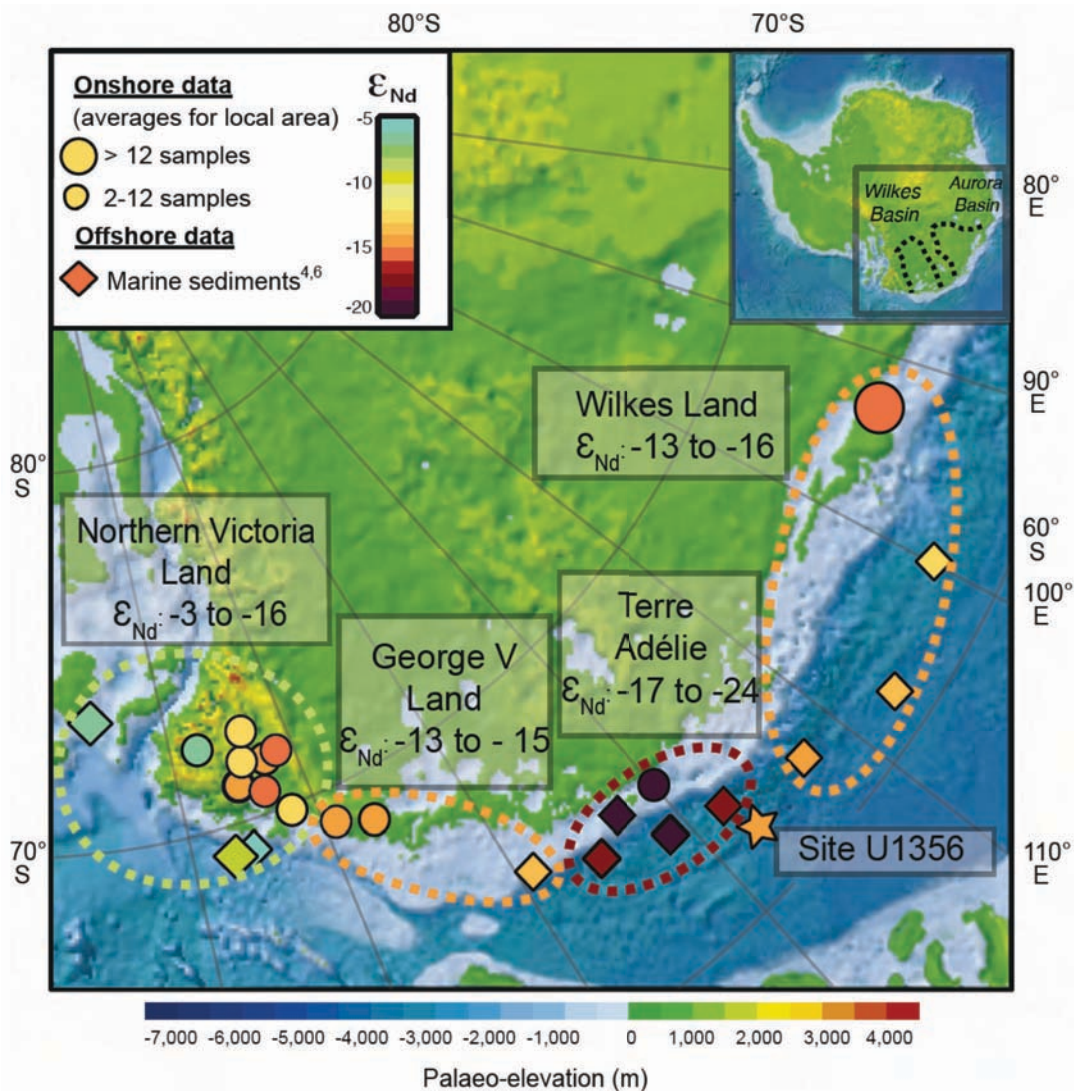 80°S
70°S
Onshore data
(averages for local area)
> 12 samples
2-12 samples
Offshore data
Marine sediments4,6
εNd
-5
-10
-15
-20
Wilkes
Basin
Aurora
Basin
80°
E
90°
E
Wilkes Land
εNd: -13 to -16
80°
S
60°
S
100°
E
Northern Victoria
Land
εNd: -3 to -16
George V
Land
εNd: -13 to - 15
Terre
Adélie
εNd: -17 to -24
70°
S
Site U1356
110°
E
-7,000 -6,000 -5,000 -4,000 -3,000 -2,000 -1,000 0 1,000 2,000 3,000 4,000
Palaeo-elevation (m)